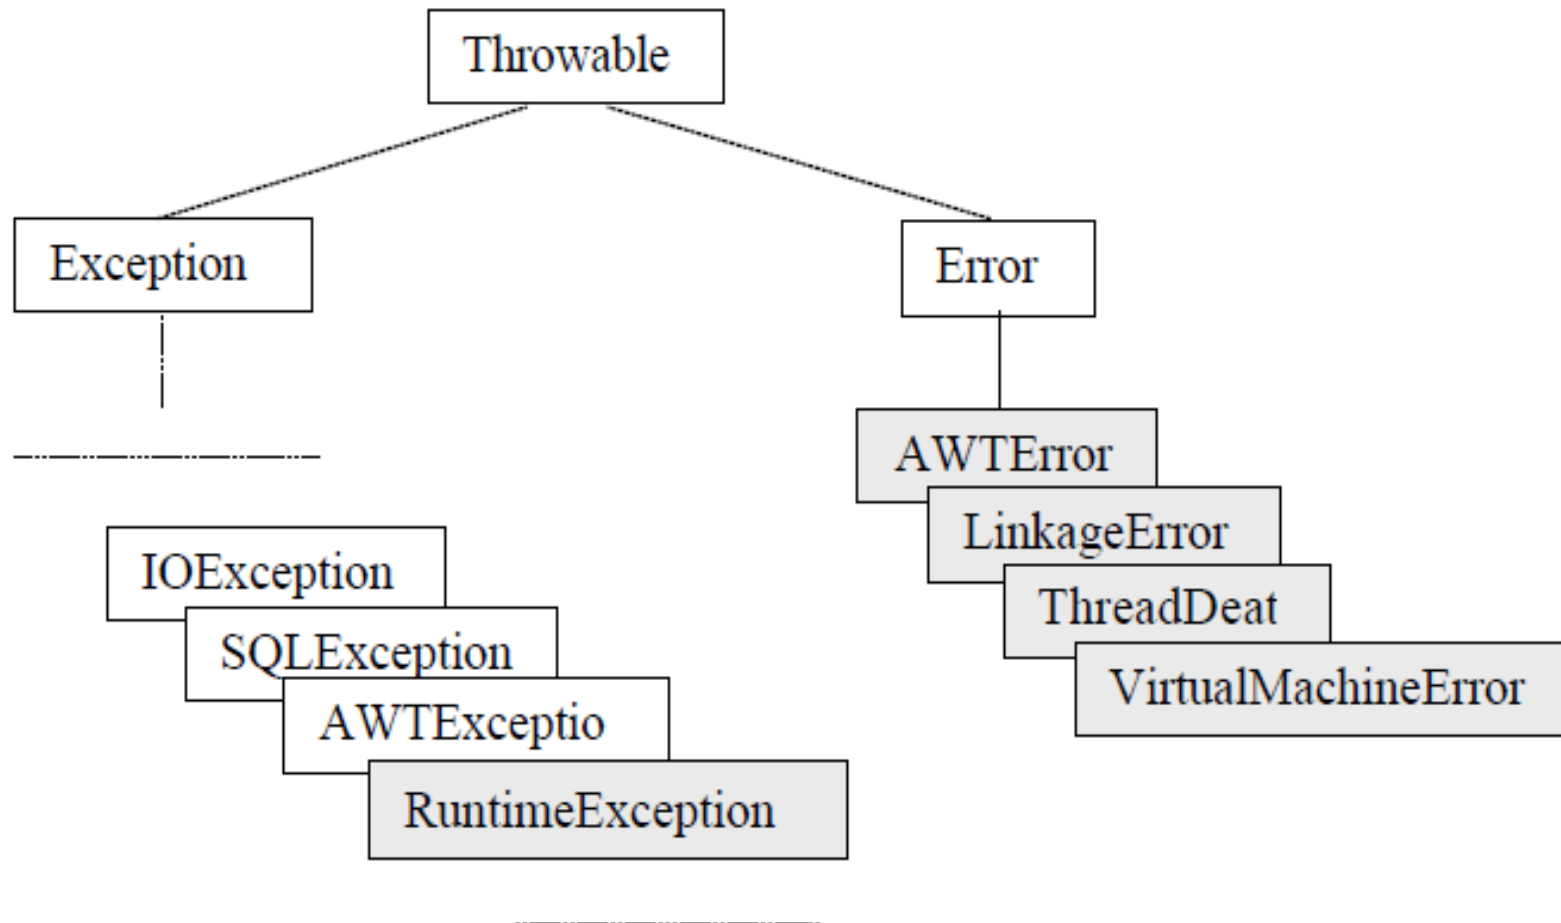 Throwable
Exception
Error
AWTError
LinkageError
ThreadDeat
VirtualMachineError
IOException
SQLException
AWTExceptio
RuntimeException